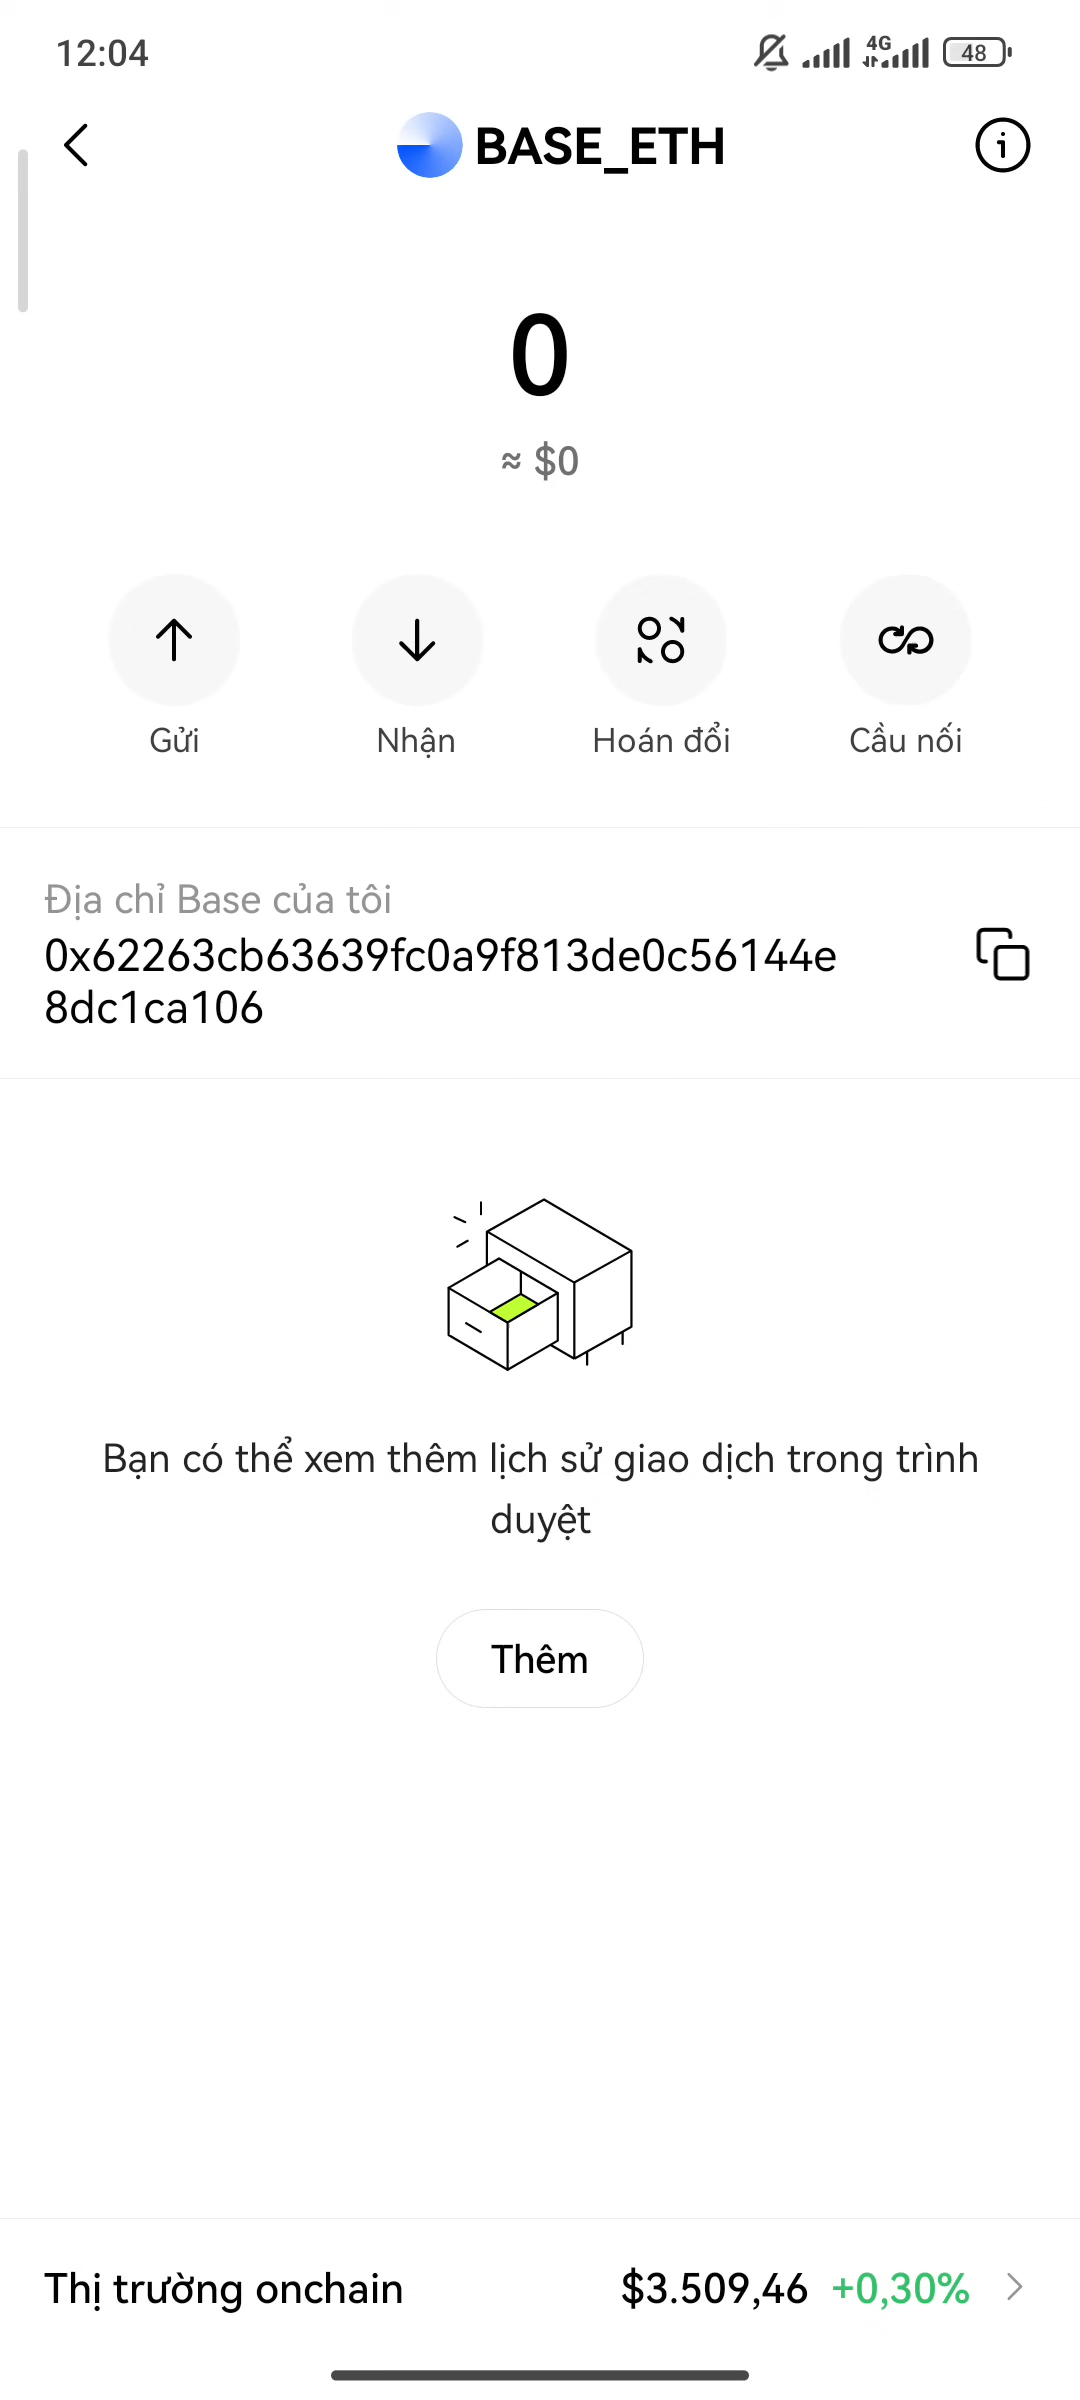 12:04
4G
48
BASE_ETH
0
≈ $0
Gửi
Nhận
Hoán đổi
Cầu nối
Địa chỉ Base của tôi
0x62263cb63639fc0a9f813de0c56144e
8dc1ca106
Bạn có thể xem thêm lịch sử giao dịch trong trình
duyệt
Thêm
Thị trường onchain $3.509,46 +0,30%